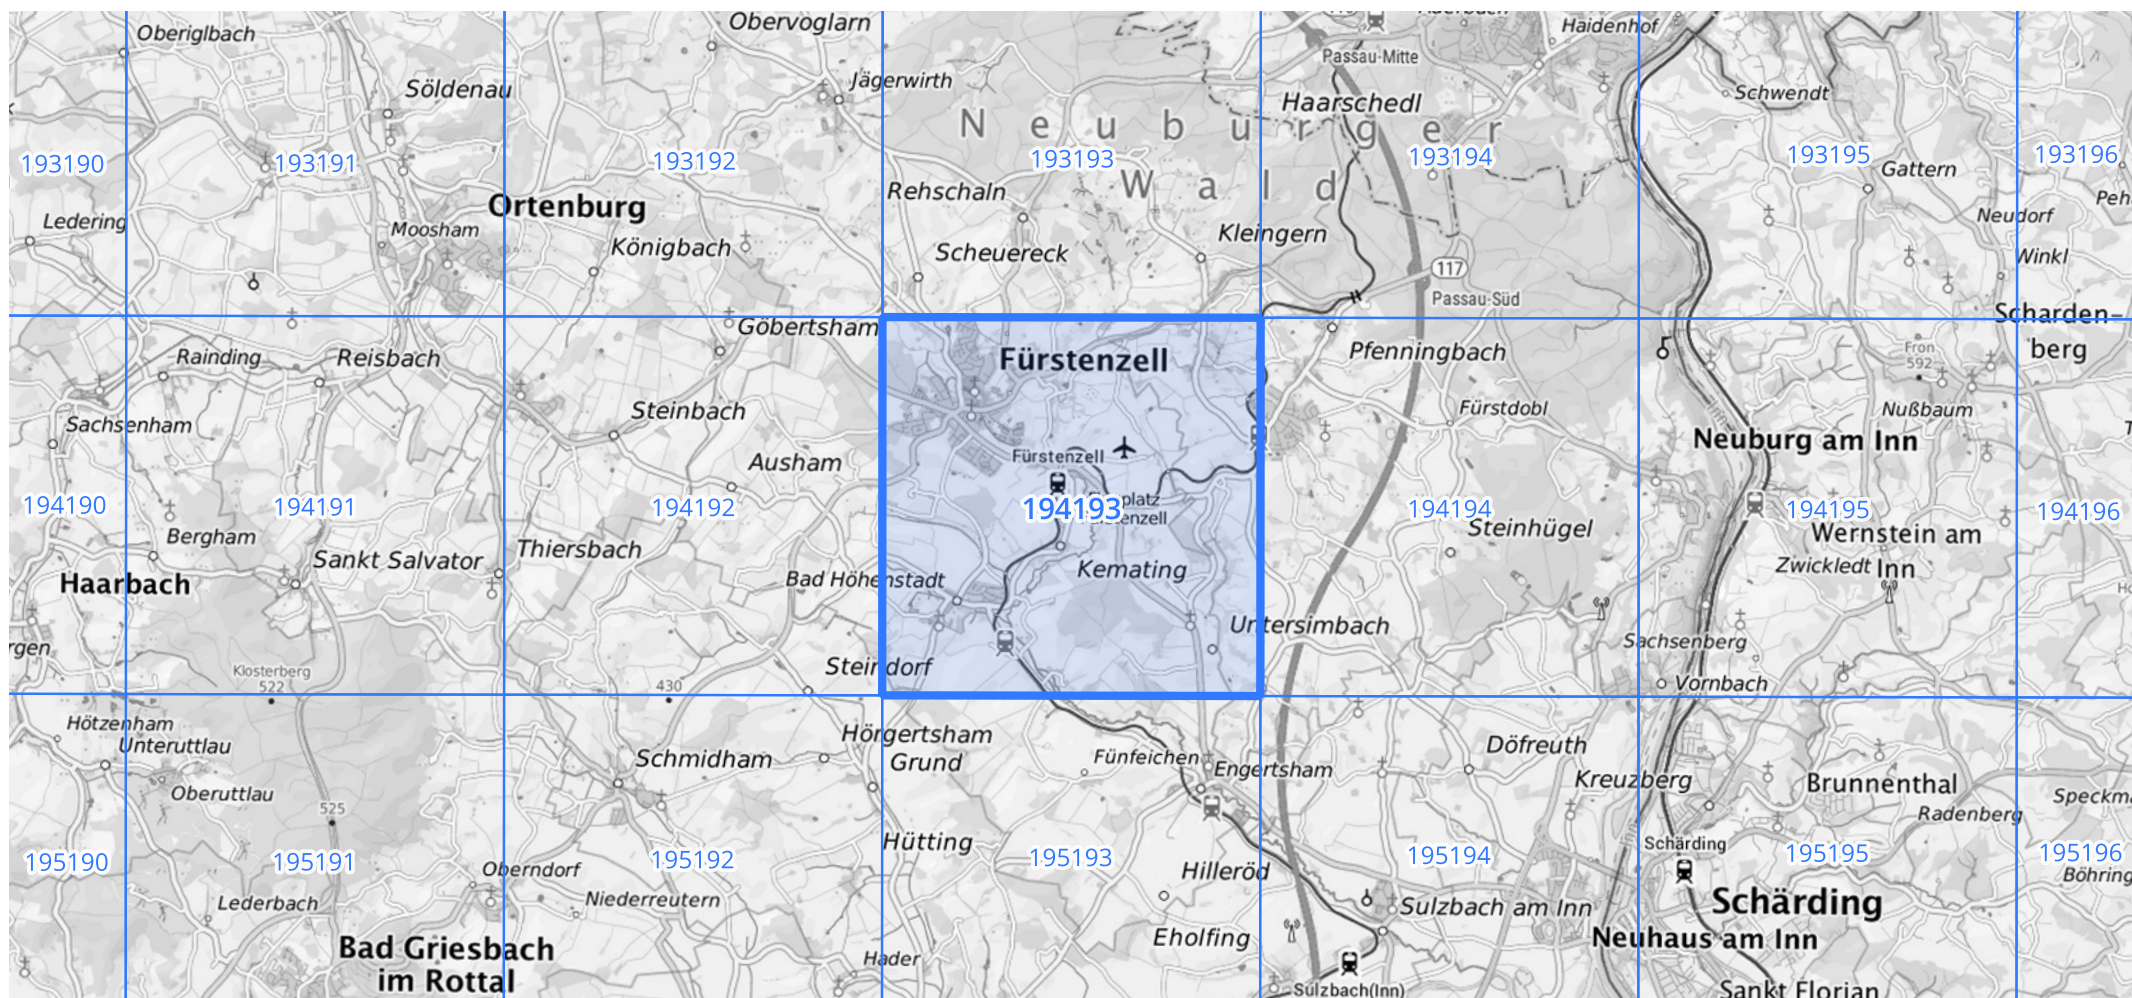 Oberiglbach
Obervoglarn
Haidenhof
Passau-Mitte
Söldenau
Jägerwirth
Schwendt
Haarschedl
Neuburger
193190
193191
193192
193193
193194
193195
193196
Gattern
Rehschaln
Wald
Ortenburg
Ledering
Moosham
Königbach
Scheuereck
Kleingern
Neudorf
Winkl
117
Passau-Süd
Göbertsham
Scharden-
berg
Rainding
Reisbach
Fürstenzell
Pfenningbach
Fron
592
Sachsenham
Steinbach
Fürstdobl
Nußbaum
Neuburg am Inn
Ausham
Fürstenzell
194190
194191
194192
194193
194194
194195
194196
Bergham
Sankt Salvator
Thiersbach
Steinhügel
Wernstein am
Inn
Zwickledt
Haarbach
Bad Höhenstadt
Kemating
Untersimbach
Sachsenberg
Klosterberg
522
430
Steindorf
Vornbach
Hötzenham
Unteruttlau
Schmidham
Hörgertsham
Grund
Fünfeichen
Engertsham
Döfreuth
Kreuzberg
Brunnenthal
Oberuttlau
525
Radenberg
Hütting
Schärding
195190
195191
195192
195193
195194
195195
195196
Oberndorf
Hilleröd
Lederbach
Niederreutern
Schärding
Sulzbach am Inn
Neuhaus am Inn
Bad Griesbach
im Rottal
Hader
Eholfing
Sulzbach(Inn)
Sankt Florian